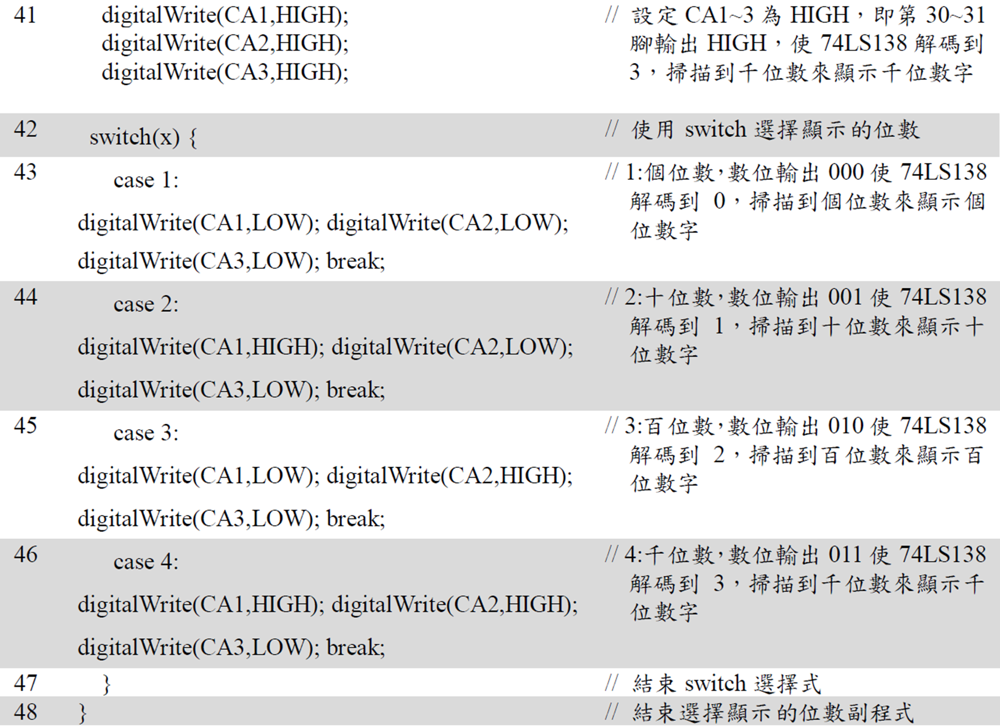 41 digitalWrite(CA1,HIGH); // 設定 CA1~3 為 HIGH，即第 30~31
digitalWrite(CA2,HIGH); 腳輸出 HIGH，使 74LS138 解碼到
digitalWrite(CA3,HIGH); 3，掃描到千位數來顯示千位數字
42 switch(x) { // 使用 switch 選擇顯示的位數
43 case 1: // 1:個位數，數位輸出 000 使 74LS138
解碼到 0，掃描到個位數來顯示個
digitalWrite(CA1,LOW); digitalWrite(CA2,LOW); 位數字
digitalWrite(CA3,LOW); break;
44 case 2: // 2:十位數，數位輸出 001 使 74LS138
解碼到 1，掃描到十位數來顯示十
digitalWrite(CA1,HIGH); digitalWrite(CA2,LOW); 位數字
digitalWrite(CA3,LOW); break;
45 case 3: // 3:百位數，數位輸出 010 使 74LS138
解碼到 2，掃描到百位數來顯示百
digitalWrite(CA1,LOW); digitalWrite(CA2,HIGH); 位數字
digitalWrite(CA3,LOW); break;
46 case 4: // 4:千位數，數位輸出 011 使 74LS138
解碼到 3，掃描到千位數來顯示千
digitalWrite(CA1,HIGH); digitalWrite(CA2,HIGH); 位數字
digitalWrite(CA3,LOW); break;
47 } // 結束 switch 選擇式
48 } // 結束選擇顯示的位數副程式